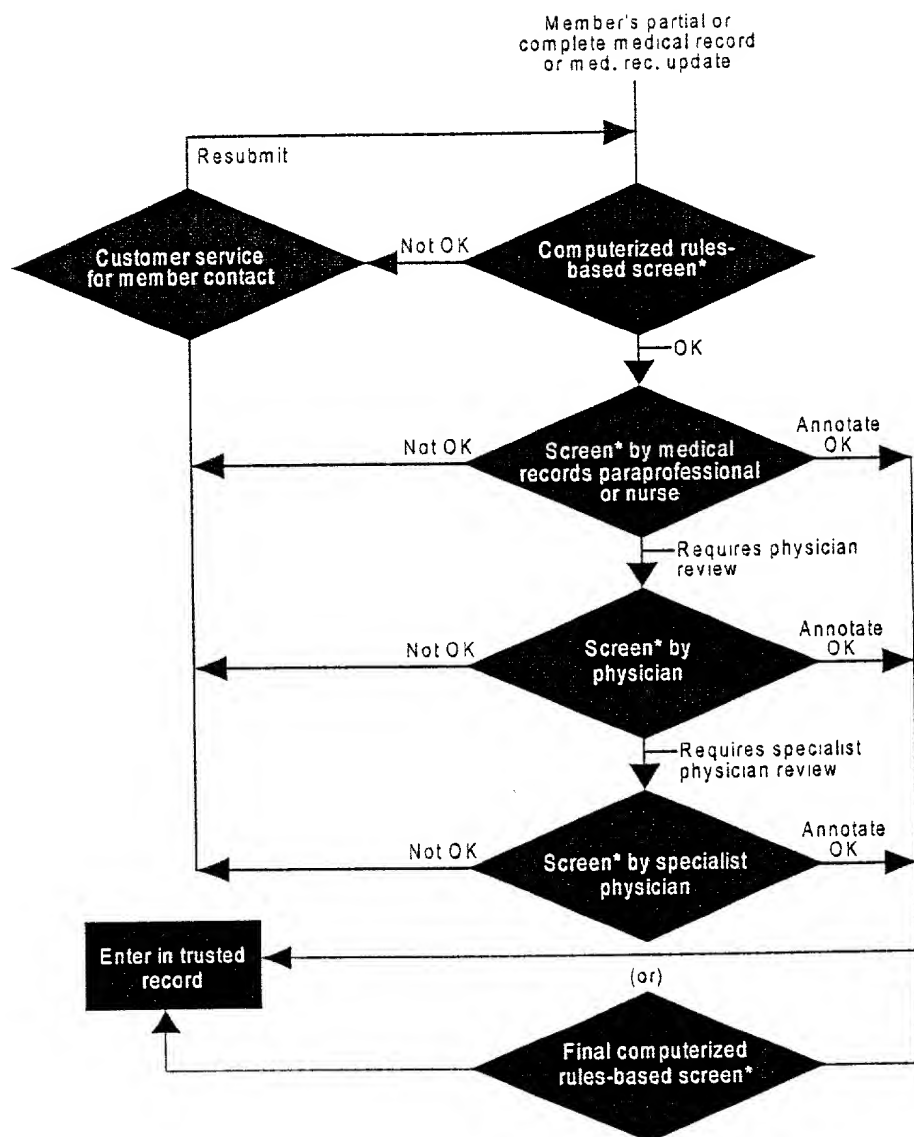 Member's partial or
complete medical record
or med. rec. update
Resubmit
Customer service
for member contact
Not OK
Computerized rules-
based screen*
OK
Not OK
Screen* by medical
records paraprofessional
or nurse
Annotate
OK
Requires physician
review
Not OK
Screen* by
physician
Annotate
OK
Requires specialist
physician review
Not OK
Screen* by specialist
physician
Annotate
OK
Enter in trusted
record
(or)
Final computerized
rules-based screen*